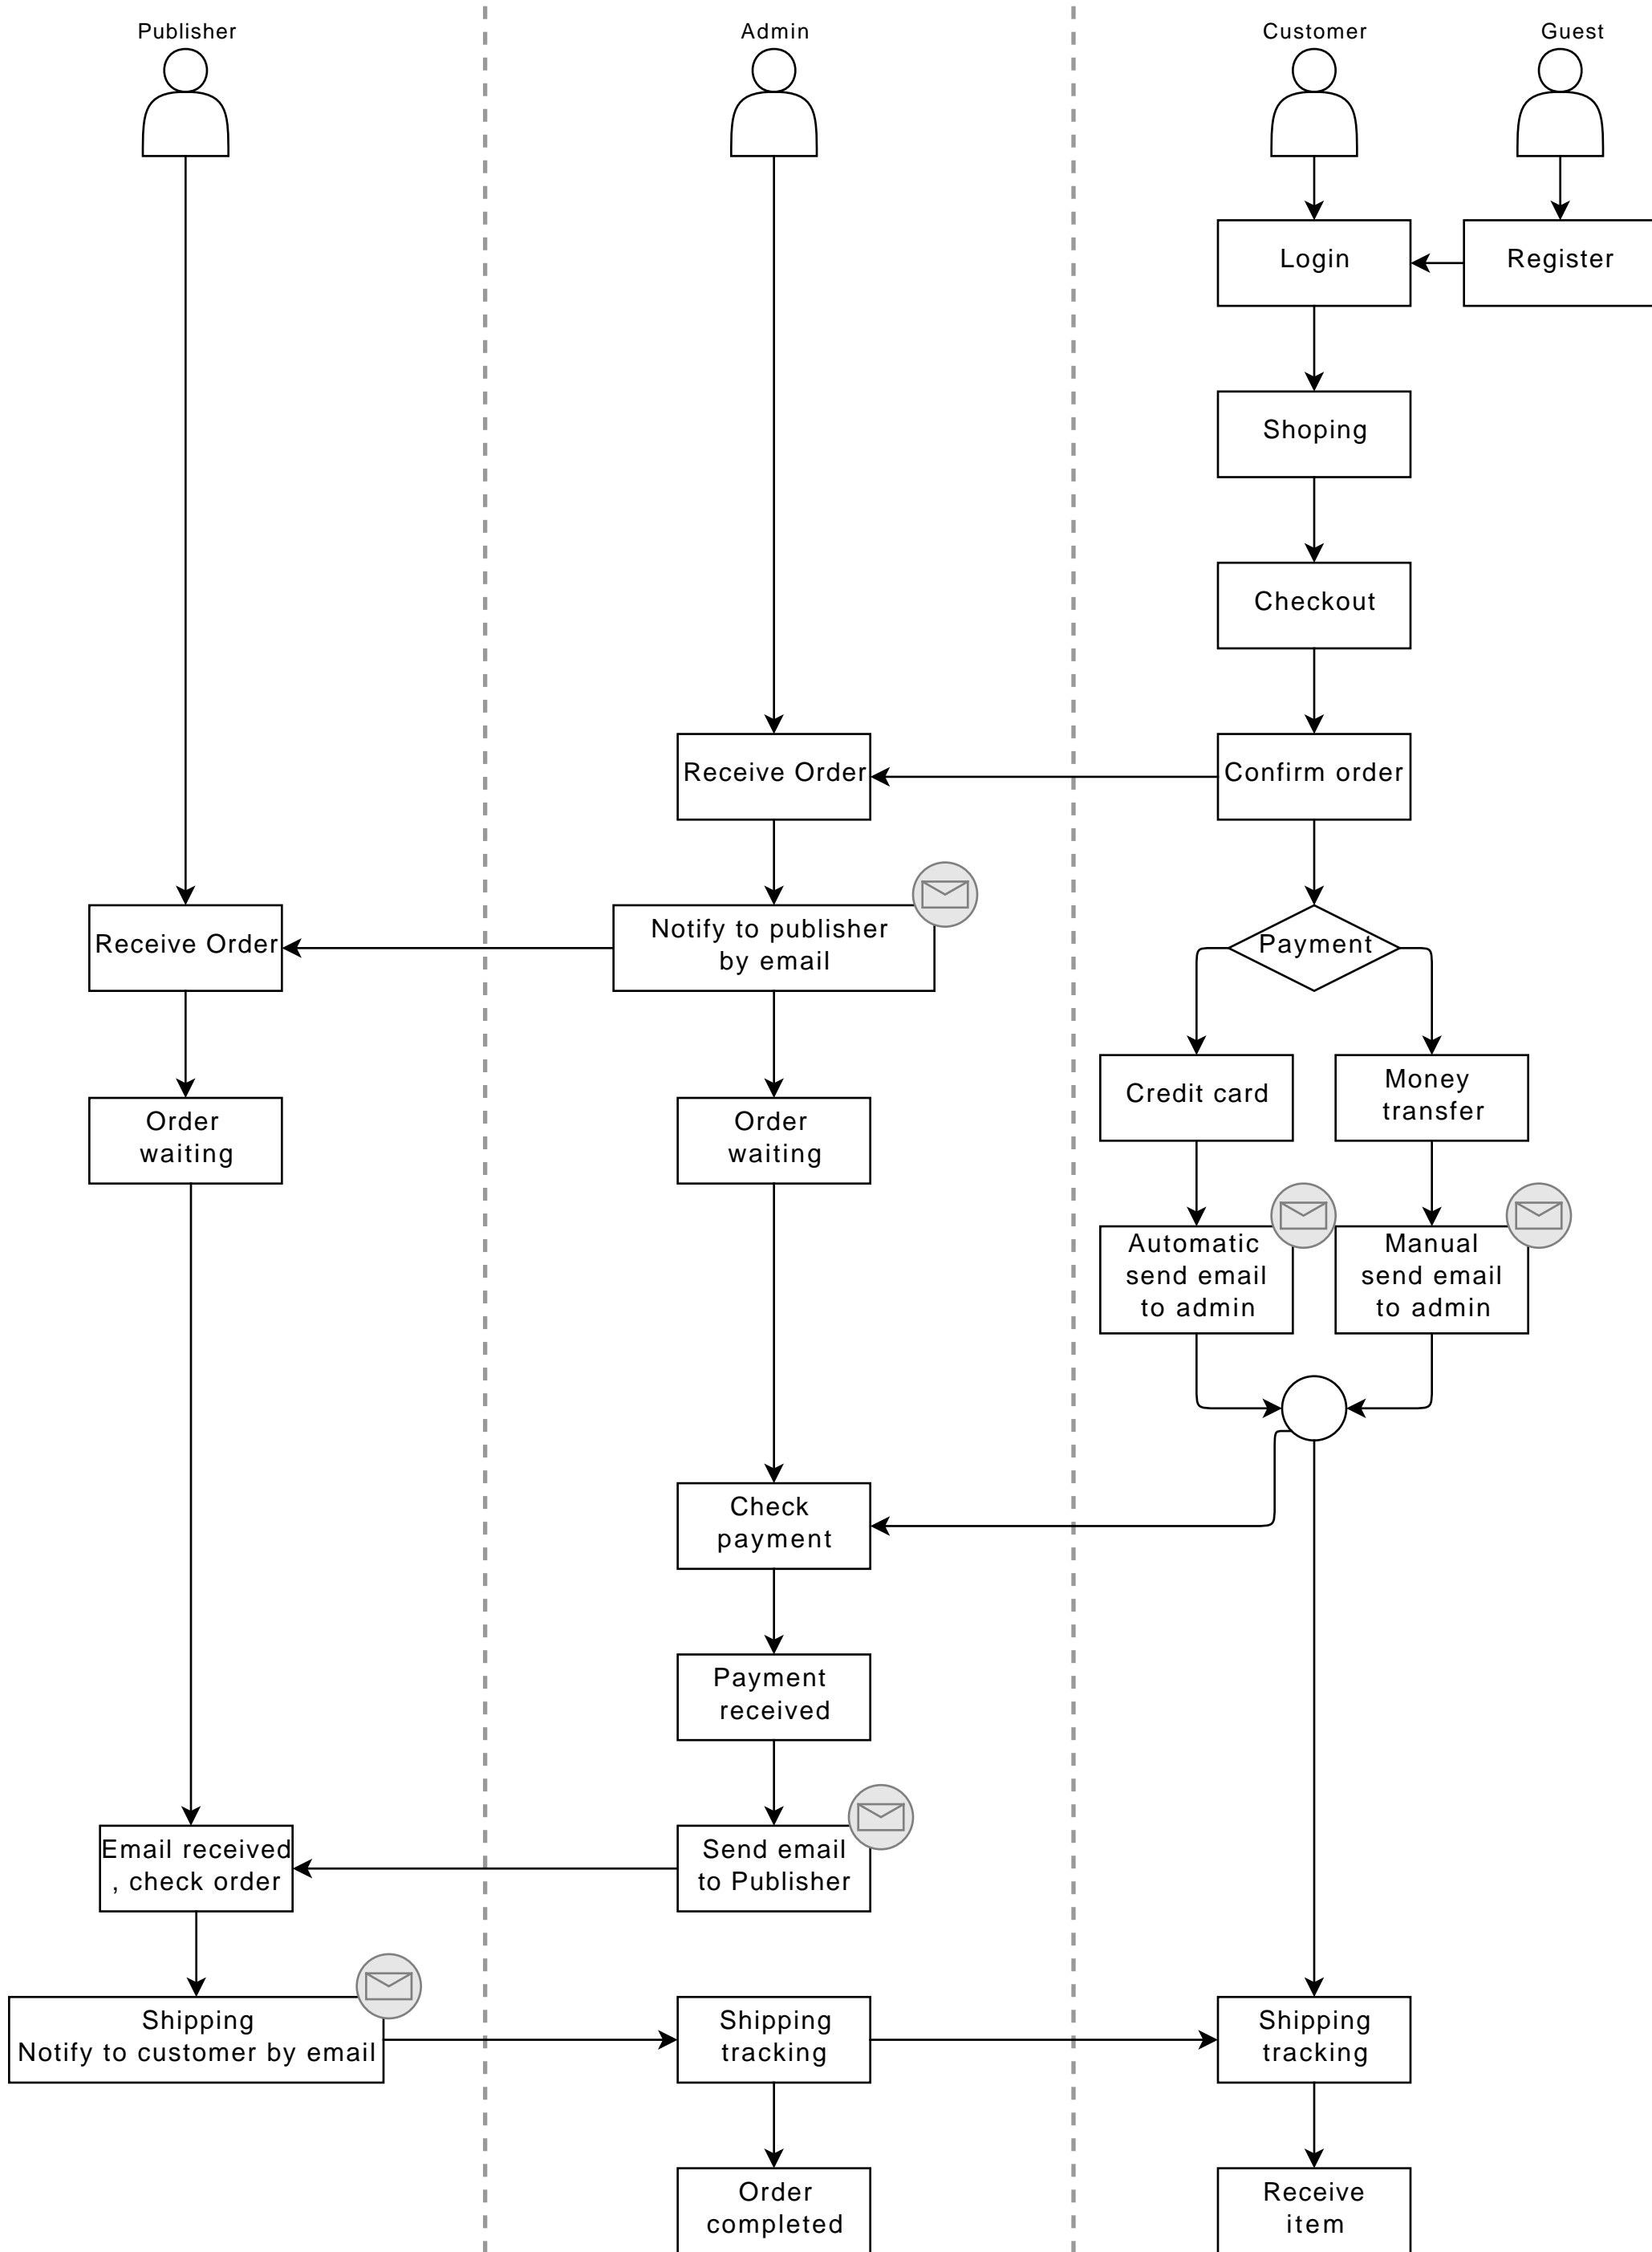 Publisher
Admin
Customer
Guest
Login
Register
Shoping
Checkout
Receive Order
Confirm order
Receive Order
Notify to publisher
by email
Payment
Credit card
Money
transfer
Order
waiting
Order
waiting
Automatic
send email
to admin
Manual
send email
to admin
Check
payment
Payment
received
Email received
, check order
Send email
to Publisher
Shipping
Notify to customer by email
Shipping
tracking
Shipping
tracking
Order
completed
Receive
item